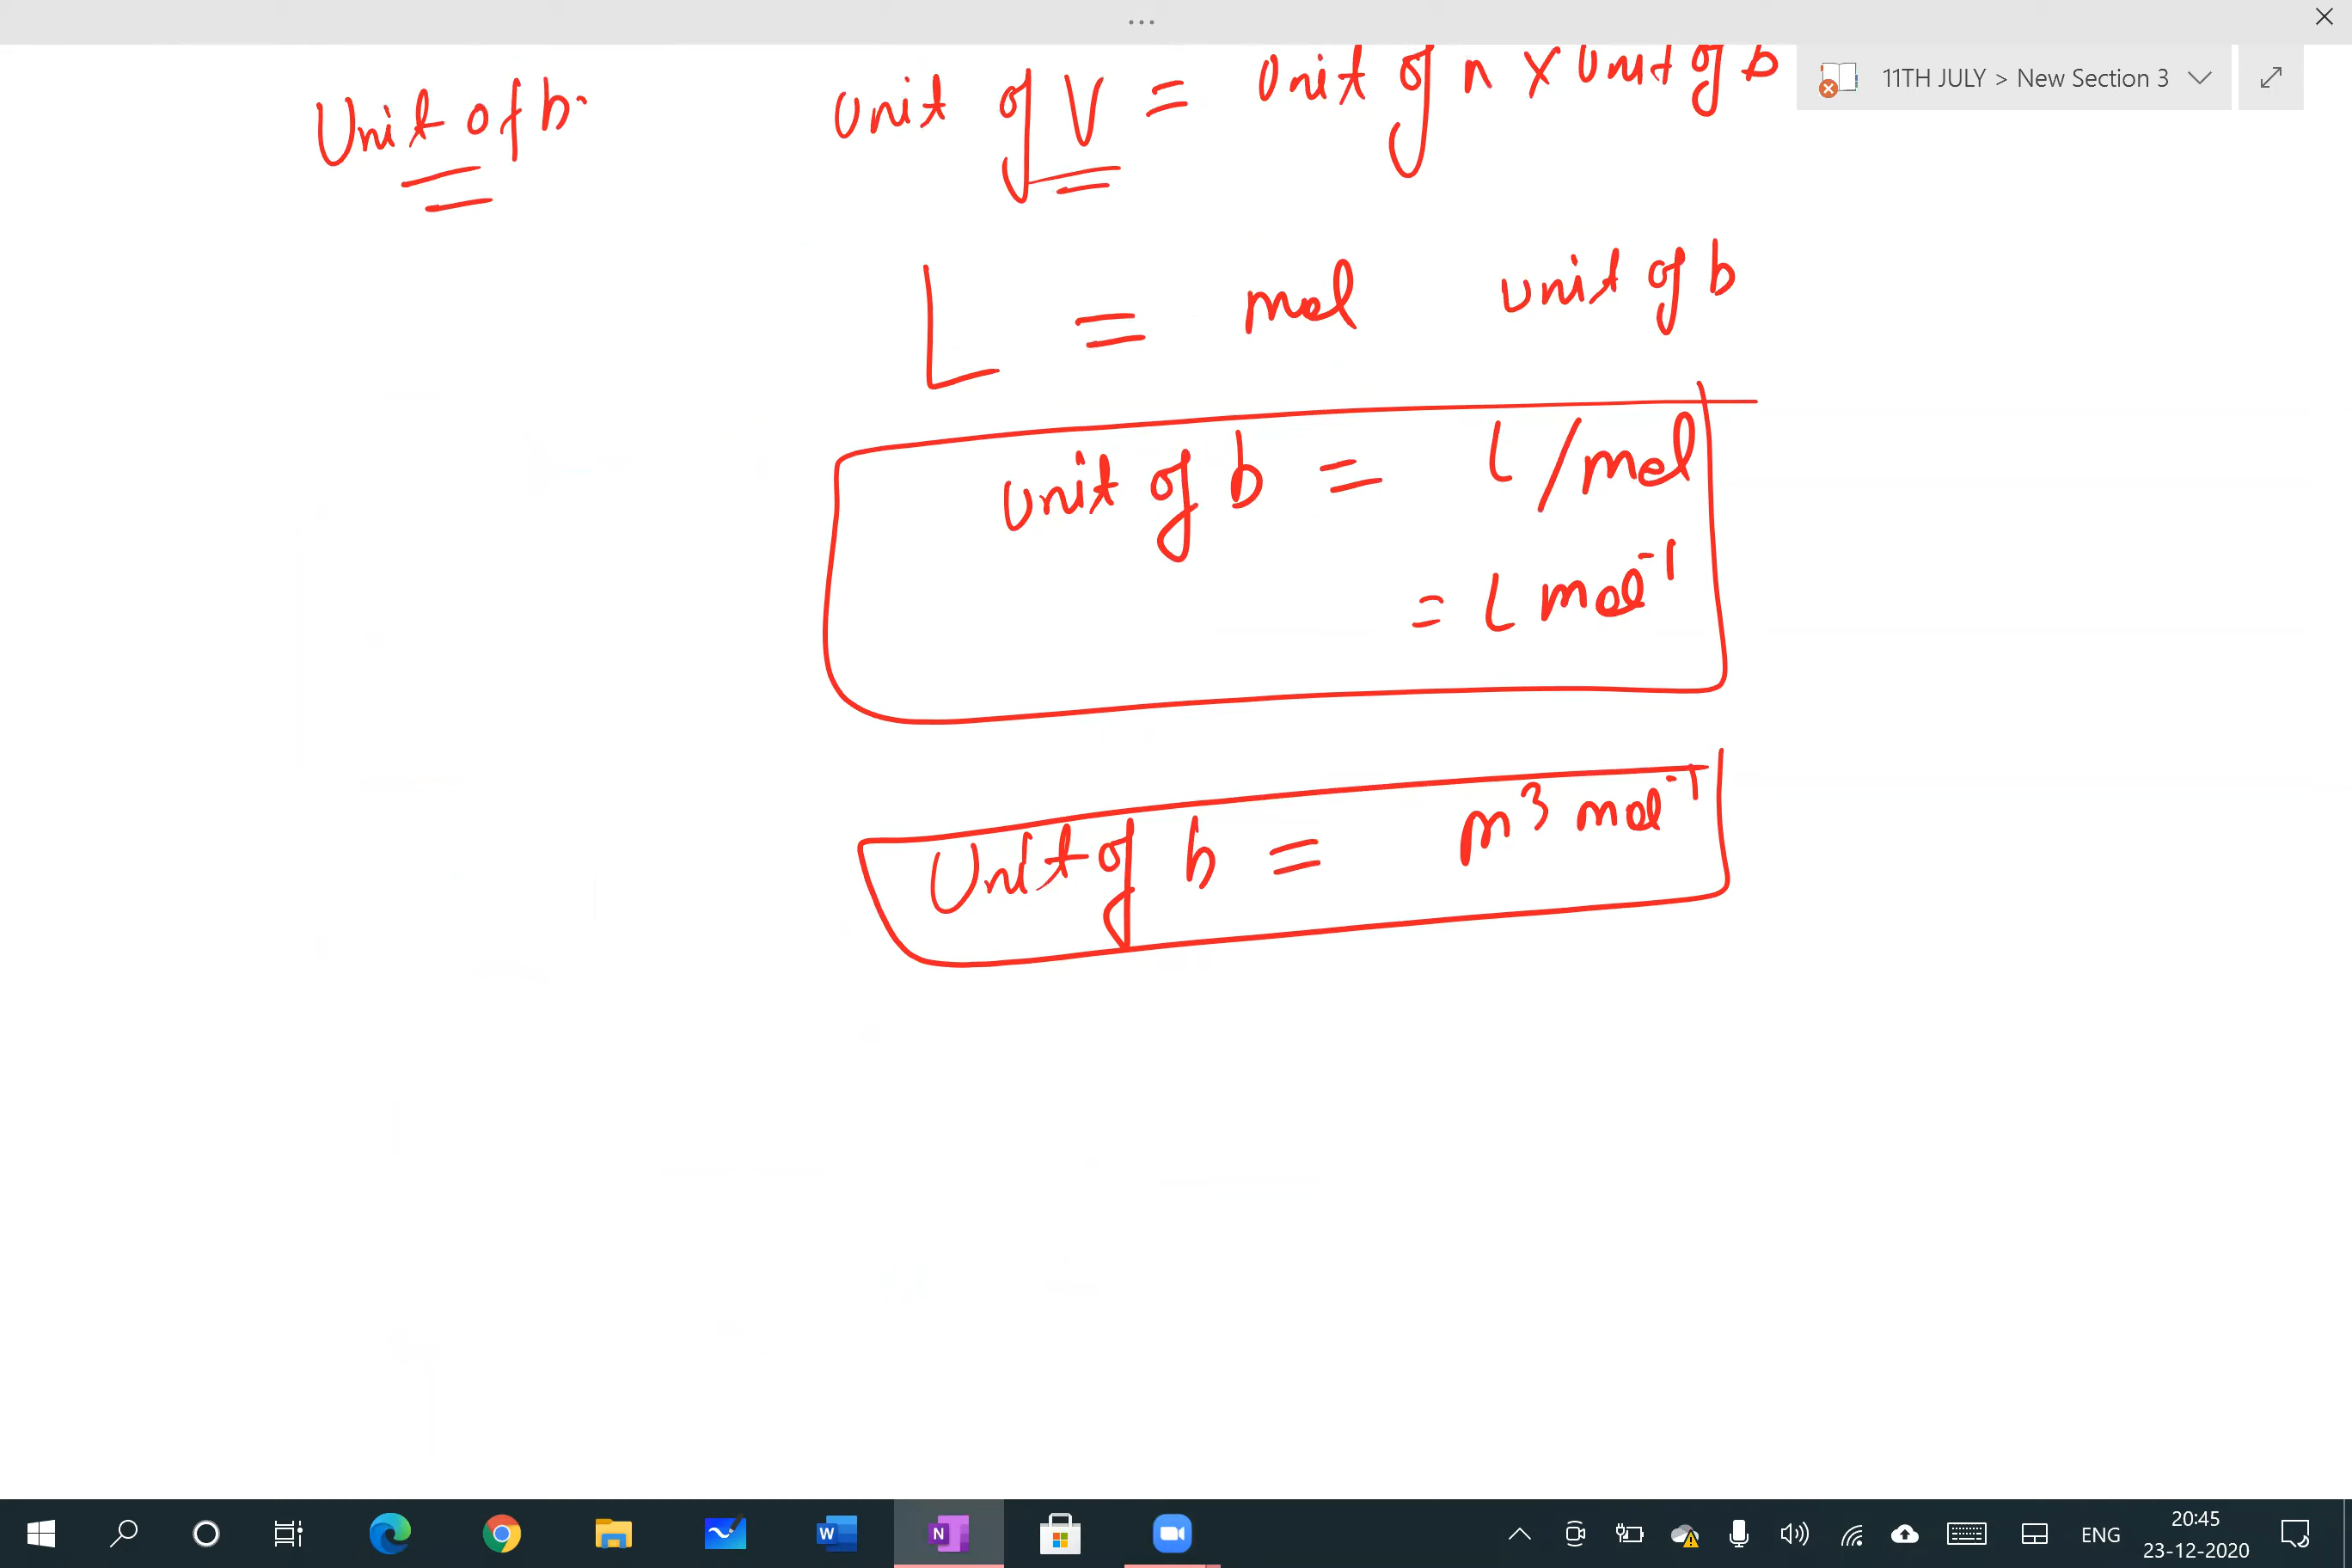 11TH JULY > New Section 3
Unit of b
unit of V = Unit of n x Unit of b
L = mol unit of b
unit of b = L/mol
= L mol⁻¹
Unit of b = m³ mol⁻¹
ENG
20:45
23-12-2020